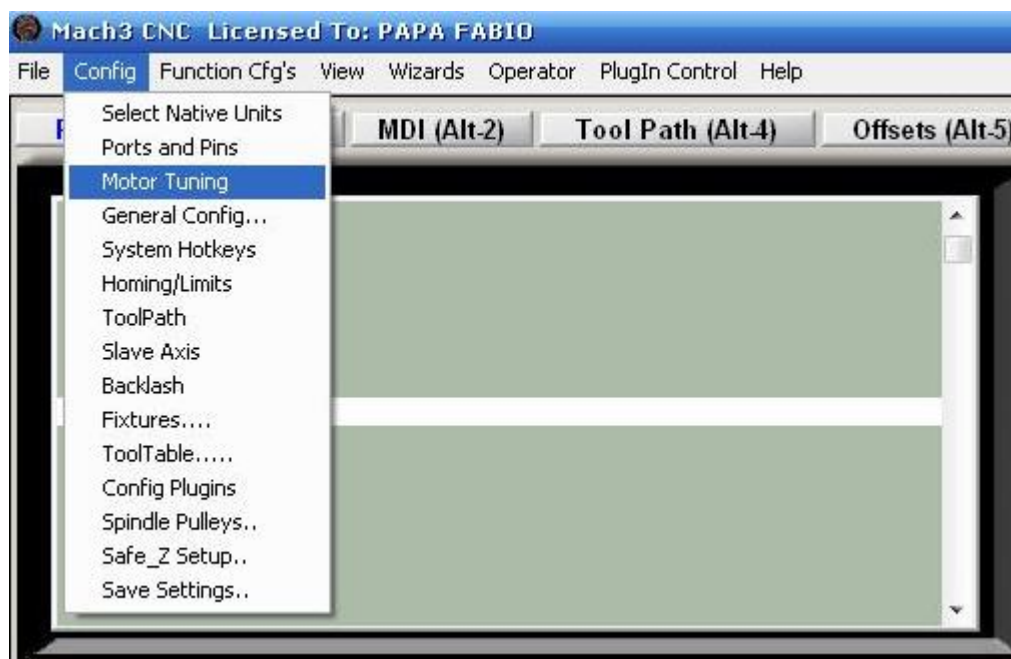 Mach3 CNC Licensed To: PAPA FABIO
File Config Function Cfg's View Wizards Operator PlugIn Control Help
MDI (Alt-2) Tool Path (Alt-4) Offsets (Alt-5)
Select Native Units
Ports and Pins
Motor Tuning
General Config...
System Hotkeys
Homing/Limits
ToolPath
Slave Axis
Backlash
Fixtures....
ToolTable.....
Config Plugins
Spindle Pulleys..
Safe_Z Setup..
Save Settings..